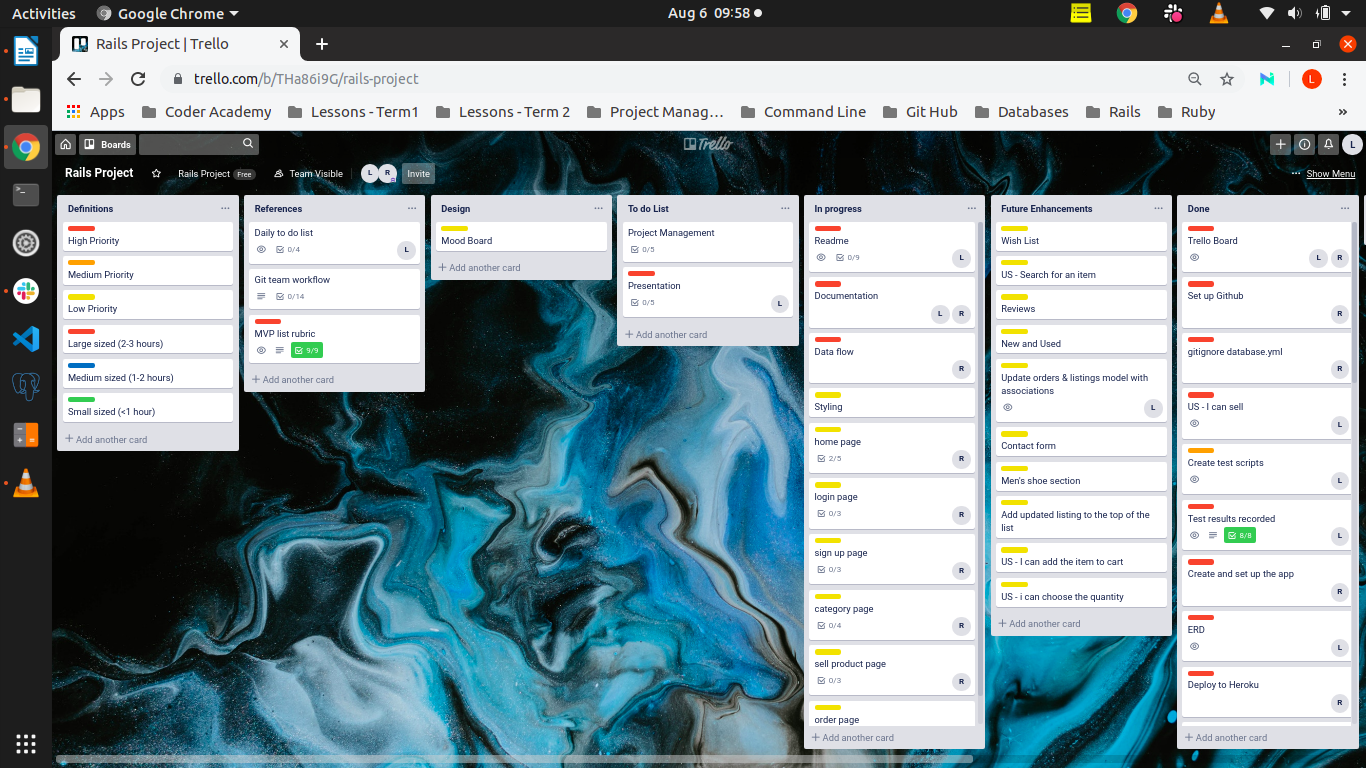 Activities
Google Chrome
Aug 6 09:58
Rails Project | Trello
trello.com/b/THa86i9G/rails-project
L
Apps
Coder Academy
Lessons - Term1
Lessons - Term 2
Project Manag…
Command Line
Git Hub
Databases
Rails
Ruby
»
Boards
Trello
L
Rails Project
Rails Project Free
Team Visible
L R
Invite
Show Menu
Definitions
High Priority
Medium Priority
Low Priority
Large sized (2-3 hours)
Medium sized (1-2 hours)
Small sized (<1 hour)
+ Add another card
References
Daily to do list
0/4
L
Git team workflow
0/14
MVP list rubric
9/9
+ Add another card
Design
Mood Board
+ Add another card
To do List
Project Management
0/5
Presentation
0/5
L
+ Add another card
In progress
Readme
0/9
L
Documentation
L R
Data flow
R
Styling
home page
2/5
R
login page
0/3
R
sign up page
0/3
R
category page
0/4
R
sell product page
0/3
R
order page
+ Add another card
Future Enhancements
Wish List
US - Search for an item
Reviews
New and Used
Update orders & listings model with
associations
L
Contact form
Men's shoe section
Add updated listing to the top of the
list
US - I can add the item to cart
US - i can choose the quantity
+ Add another card
Done
Trello Board
L R
Set up Github
R
gitignore database.yml
R
US - I can sell
L
Create test scripts
L
Test results recorded
8/8
L
Create and set up the app
R
ERD
L
Deploy to Heroku
R
+ Add another card